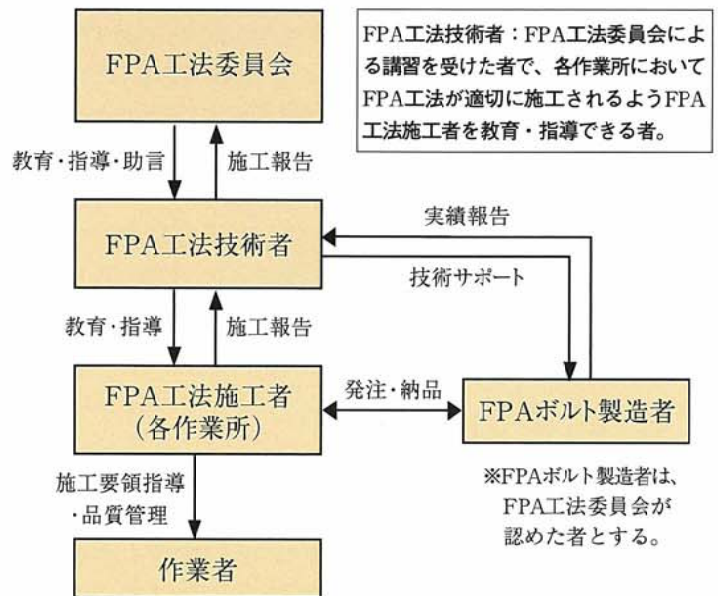 FPA工法委員会
FPA工法技術者：FPA工法委員会によ
る講習を受けた者で、各作業所において
FPA工法が適切に施工されるようFPA
工法施工者を教育・指導できる者。
教育・指導・助言
施工報告
FPA工法技術者
実績報告
技術サポート
教育・指導
施工報告
FPA工法施工者
（各作業所）
発注・納品
FPAボルト製造者
※FPAボルト製造者は、
FPA工法委員会が
認めた者とする。
施工要領指導
・品質管理
作業者